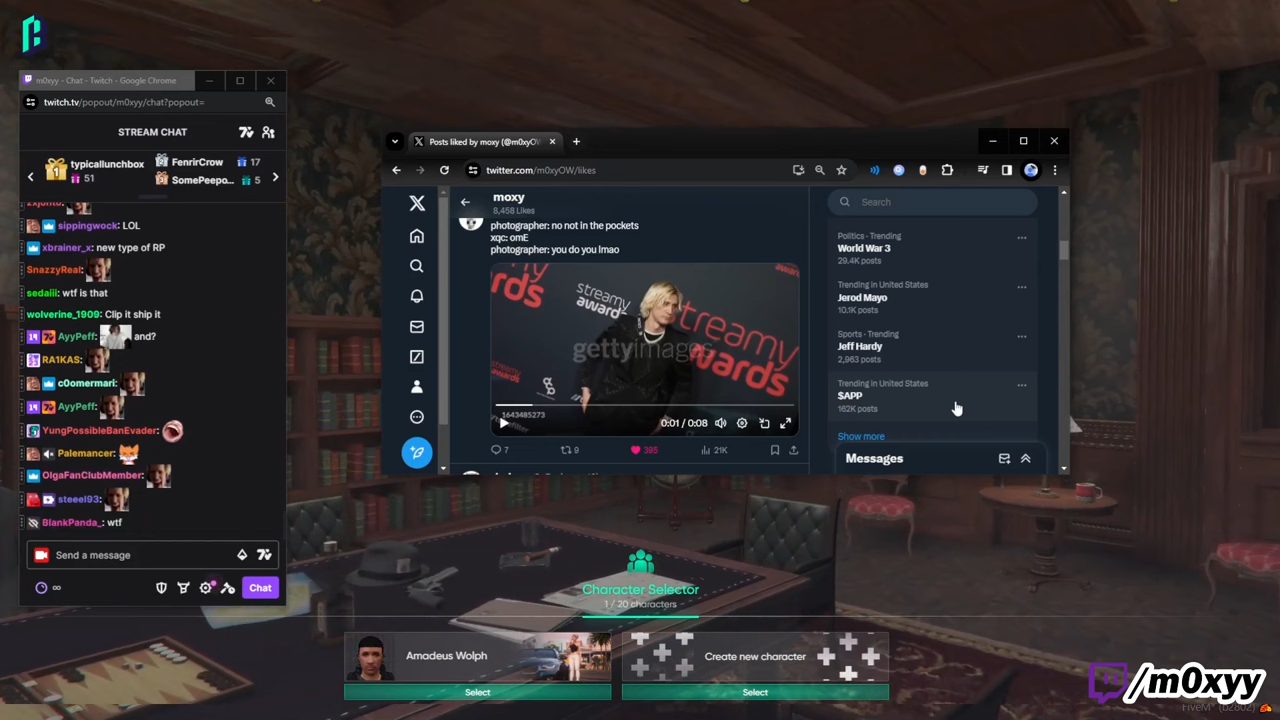 m0xyy - Chat - Twitch - Google Chrome
twitch.tv/popout/m0xyy/chat?popout=
STREAM CHAT
typicallunchbox
51
FenrirCrow 17
SomePeepo... 5
sippingwock: LOL
xbrainer_x: new type of RP
SnazzyReal:
sedaiii: wtf is that
wolverine_1909: Clip it ship it
AyyPeff: and?
RA1KAS:
c0omermari:
AyyPeff:
YungPossibleBanEvader:
Palemancer:
OlgaFanClubMember:
steeel93:
BlankPanda_: wtf
Send a message
Chat
Posts liked by moxy (@m0xyOW
twitter.com/m0xyOW/likes
moxy
8,458 Likes
photographer: no not in the pockets
xqc: omE
photographer: you do you lmao
streamy
awards
streamy
awards
gettyimages
1643485273
0:01 / 0:08
7
9
395
21K
Search
Politics · Trending
World War 3
29.4K posts
Trending in United States
Jerod Mayo
10.1K posts
Sports · Trending
Jeff Hardy
2,963 posts
Trending in United States
$APP
162K posts
Show more
Messages
Character Selector
1 / 20 characters
Amadeus Wolph
Select
Create new character
Select
/m0xyy
FiveM* (b2802)